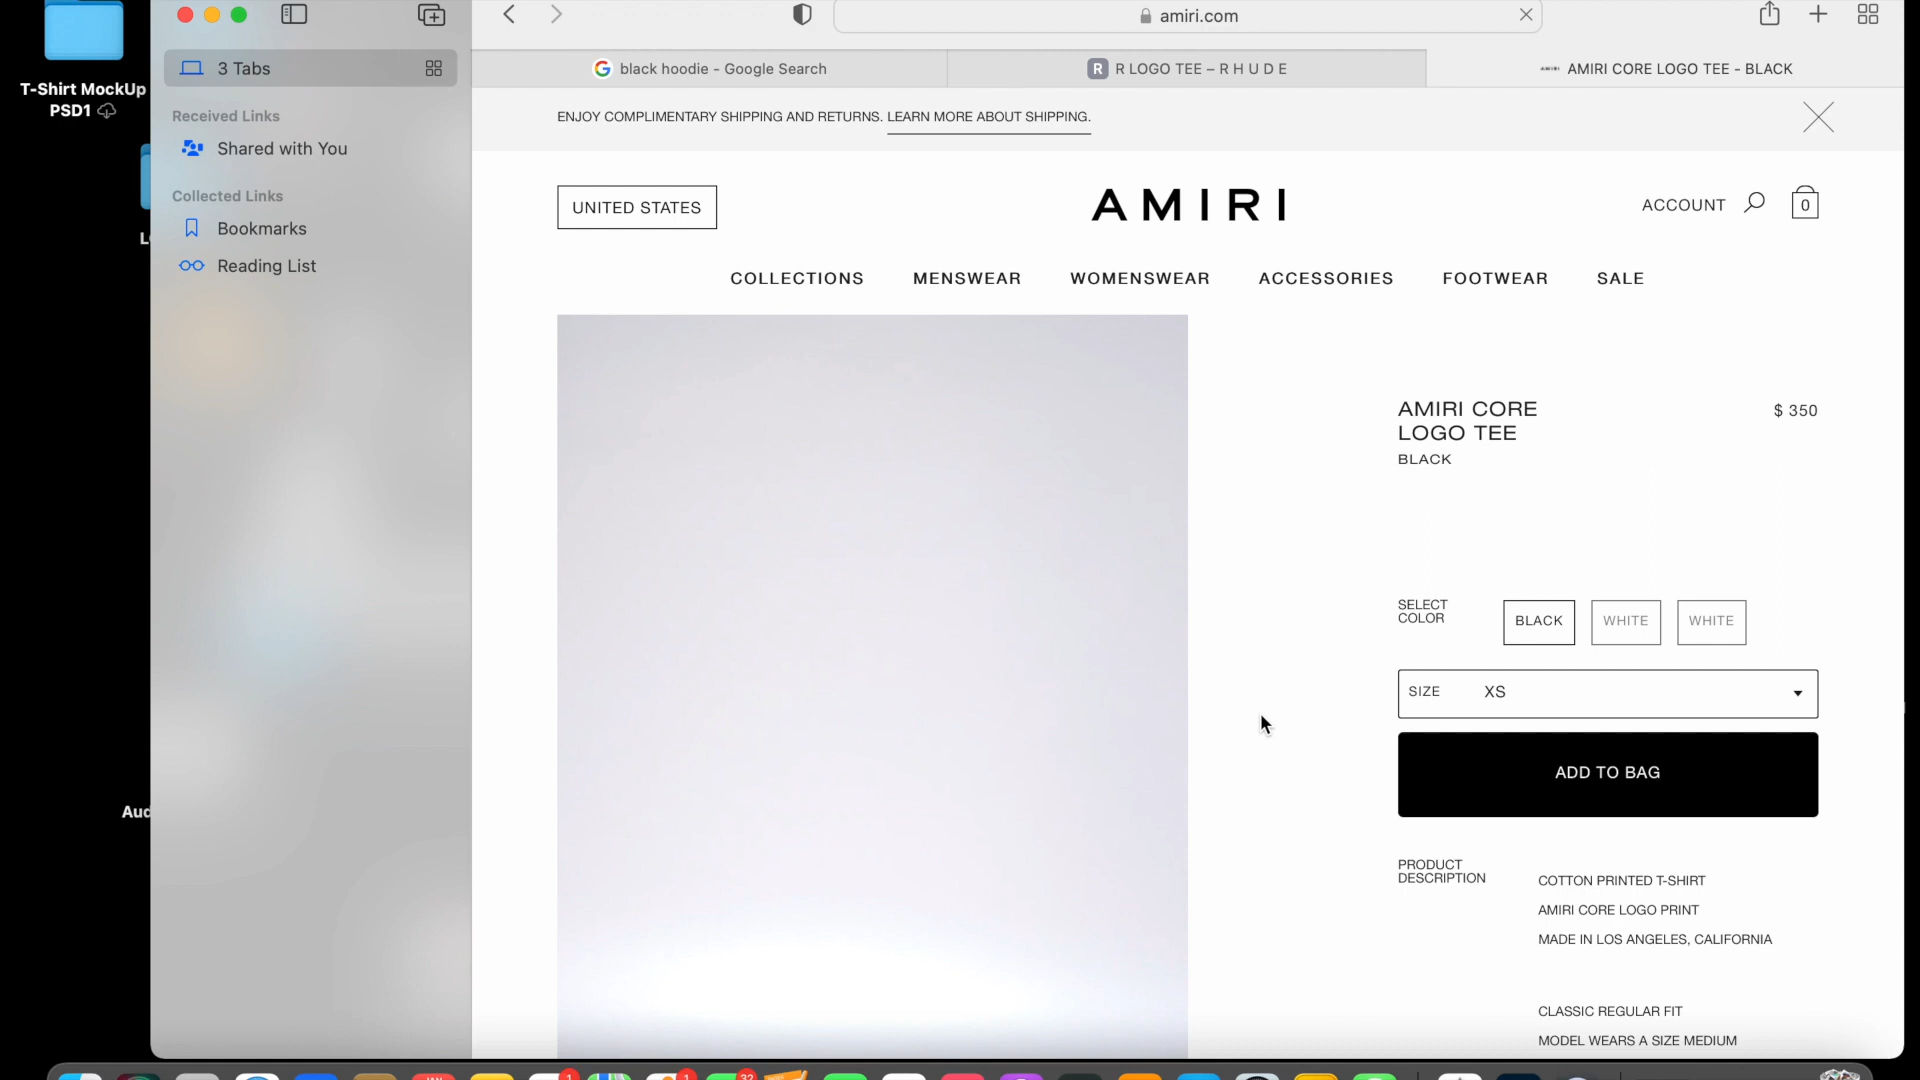 amiri.com
T-Shirt MockUp
PSD1
3 Tabs
black hoodie - Google Search
R LOGO TEE – R H U D E
AMIRI CORE LOGO TEE - BLACK
Received Links
Shared with You
Collected Links
Bookmarks
Reading List
ENJOY COMPLIMENTARY SHIPPING AND RETURNS. LEARN MORE ABOUT SHIPPING.
UNITED STATES
AMIRI
ACCOUNT
0
COLLECTIONS MENSWEAR WOMENSWEAR ACCESSORIES FOOTWEAR SALE
AMIRI CORE
LOGO TEE
$ 350
BLACK
SELECT
COLOR
BLACK WHITE WHITE
SIZE XS
ADD TO BAG
PRODUCT
DESCRIPTION
COTTON PRINTED T-SHIRT
AMIRI CORE LOGO PRINT
MADE IN LOS ANGELES, CALIFORNIA
CLASSIC REGULAR FIT
MODEL WEARS A SIZE MEDIUM
Aud
1
1
32